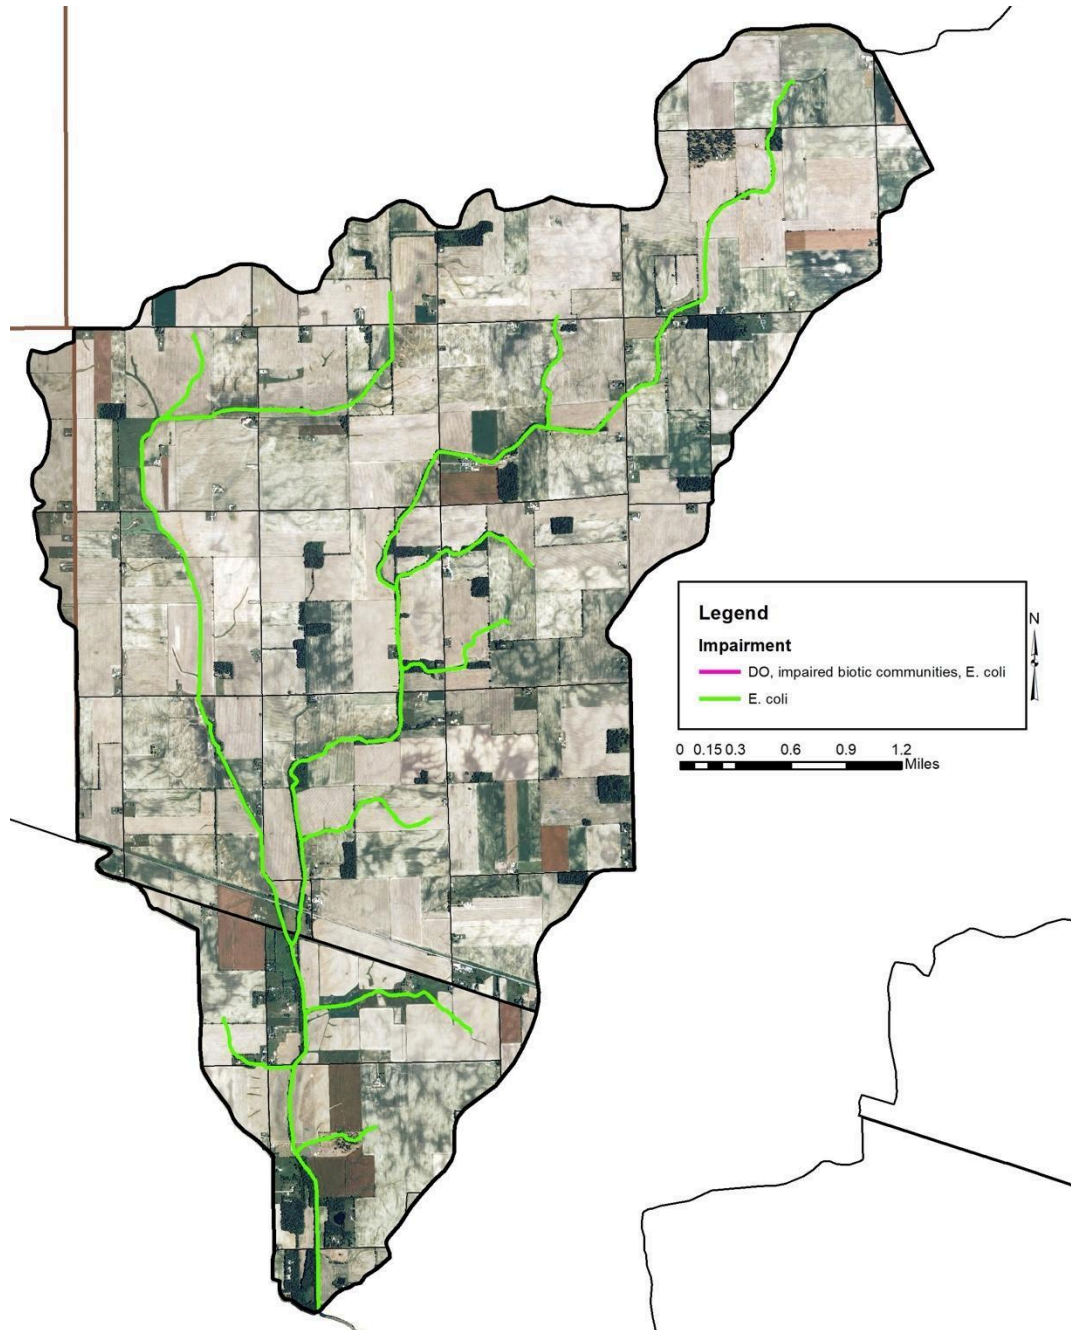 N
Legend
Impairment
DO, impaired biotic communities, E. coli
E. coli
0 0.15 0.3 0.6 0.9 1.2
Miles